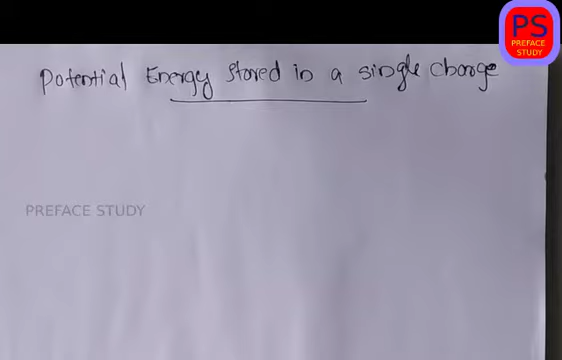 PS
PREFACE
STUDY
Potential Energy stored in a single charge
PREFACE STUDY